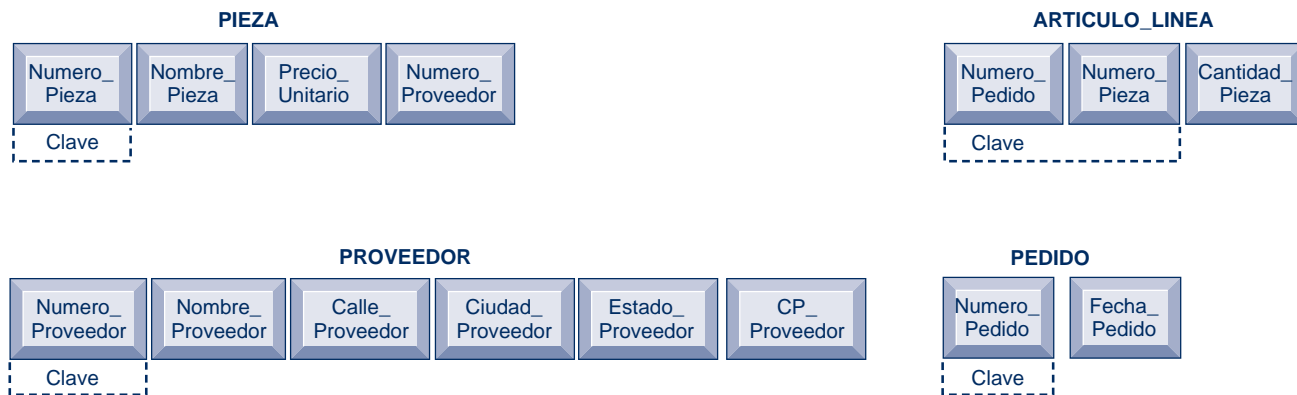 PIEZA
Numero_
Pieza
Nombre_
Pieza
Precio_
Unitario
Numero_
Proveedor
Clave
ARTICULO_LINEA
Numero_
Pedido
Numero_
Pieza
Cantidad_
Pieza
Clave
PROVEEDOR
Numero_
Proveedor
Nombre_
Proveedor
Calle_
Proveedor
Ciudad_
Proveedor
Estado_
Proveedor
CP_
Proveedor
Clave
PEDIDO
Numero_
Pedido
Fecha_
Pedido
Clave